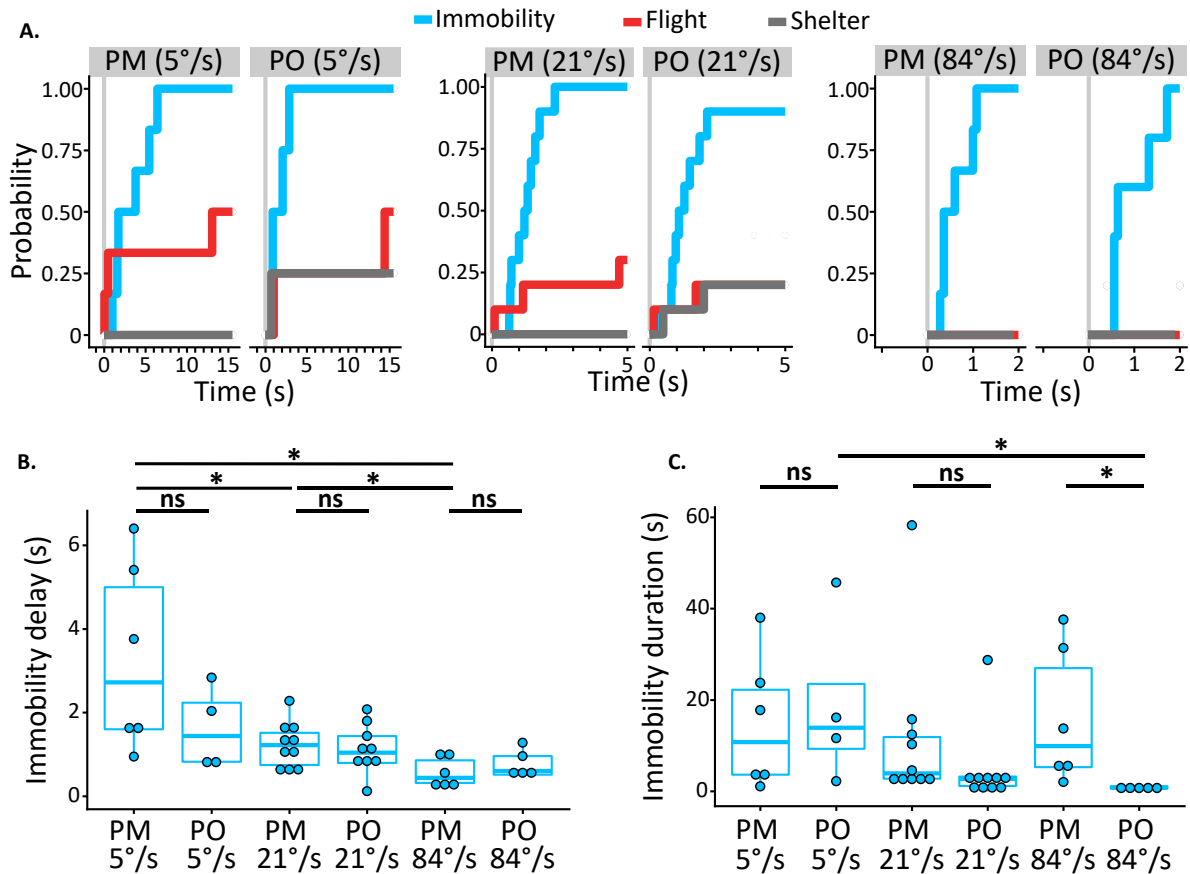 A.
Immobility Flight Shelter
PM (5°/s) PO (5°/s) PM (21°/s) PO (21°/s) PM (84°/s) PO (84°/s)
Probability
1.00 1.00 1.00
0.75 0.75 0.75
0.50 0.50 0.50
0.25 0.25 0.25
0 0 0
0 5 10 15 0 5 10 15 0 5 0 5 0 1 2 0 1 2
Time (s) Time (s) Time (s)
B.
* 
* *
ns ns ns
Immobility delay (s)
6
4
2
0
PM PO PM PO PM PO
5°/s 5°/s 21°/s 21°/s 84°/s 84°/s
C.
*
ns ns *
Immobility duration (s)
60
40
20
0
PM PO PM PO PM PO
5°/s 5°/s 21°/s 21°/s 84°/s 84°/s